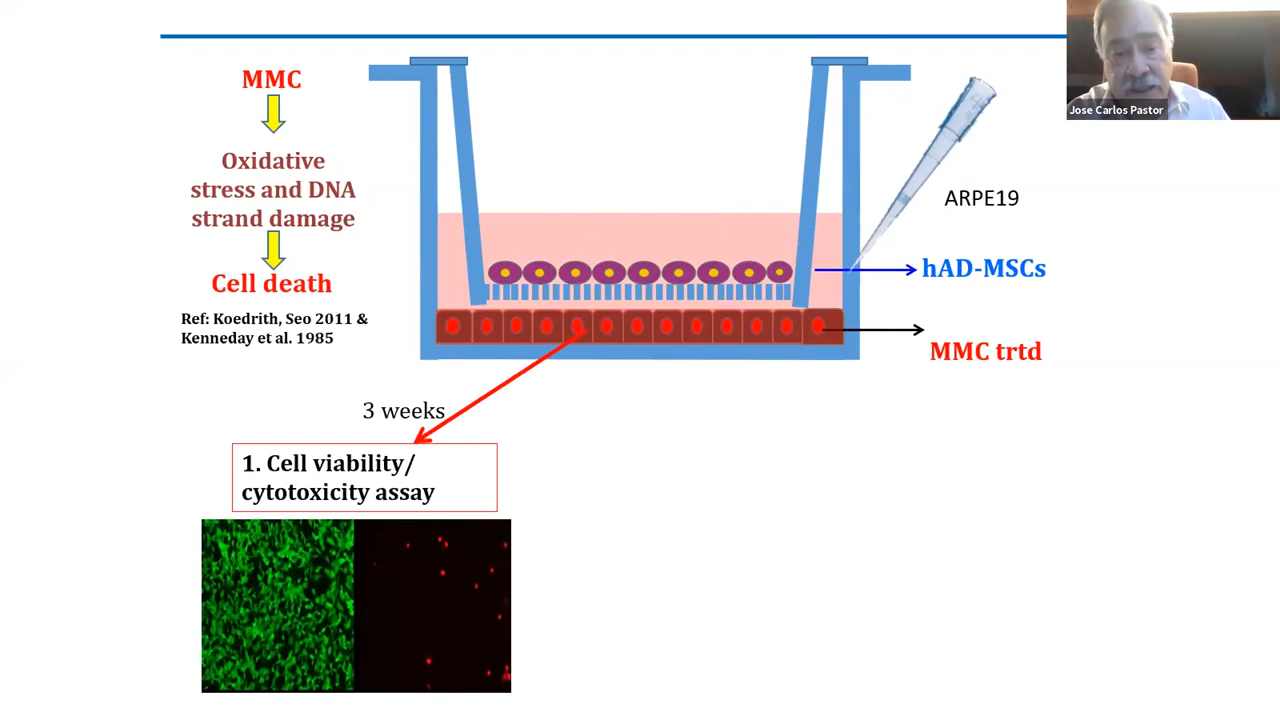 MMC
Oxidative
stress and DNA
strand damage
Cell death
Ref: Koedrith, Seo 2011 &
Kenneday et al. 1985
Jose Carlos Pastor
ARPE19
hAD-MSCs
MMC trtd
3 weeks
1. Cell viability/
cytotoxicity assay